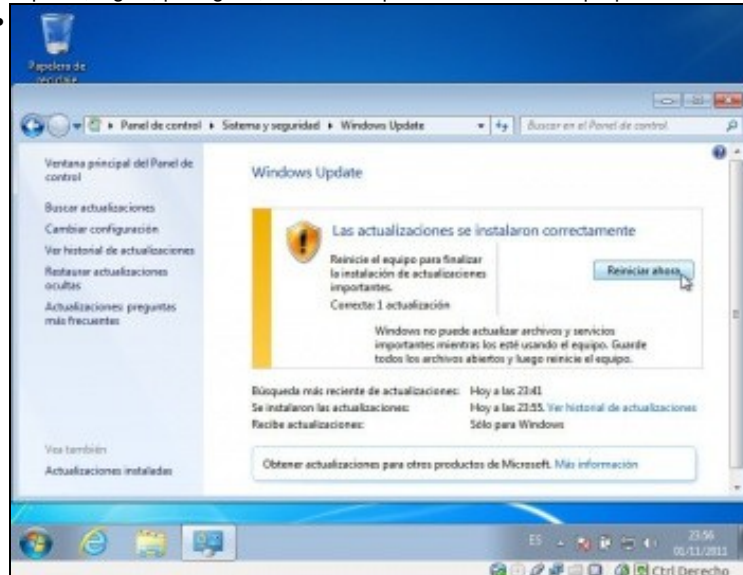 Papelera de
reciclaje
Panel de control
Sistema y seguridad
Windows Update
Buscar en el Panel de control
Ventana principal del Panel de
control
Buscar actualizaciones
Cambiar configuración
Ver historial de actualizaciones
Restaurar actualizaciones
ocultas
Actualizaciones: preguntas
más frecuentes
Vea también
Actualizaciones instaladas
Windows Update
Las actualizaciones se instalaron correctamente
Reinicie el equipo para finalizar
la instalación de actualizaciones
importantes.
Correcta: 1 actualización
Reiniciar ahora
Windows no puede actualizar archivos y servicios
importantes mientras los esté usando el equipo. Guarde
todos los archivos abiertos y luego reinicie el equipo.
Búsqueda más reciente de actualizaciones: Hoy a las 23:41
Se instalaron las actualizaciones: Hoy a las 23:55. Ver historial de actualizaciones
Recibe actualizaciones: Sólo para Windows
Obtener actualizaciones para otros productos de Microsoft. Más información
ES
23:56
01/11/2011
Ctrl Derecho